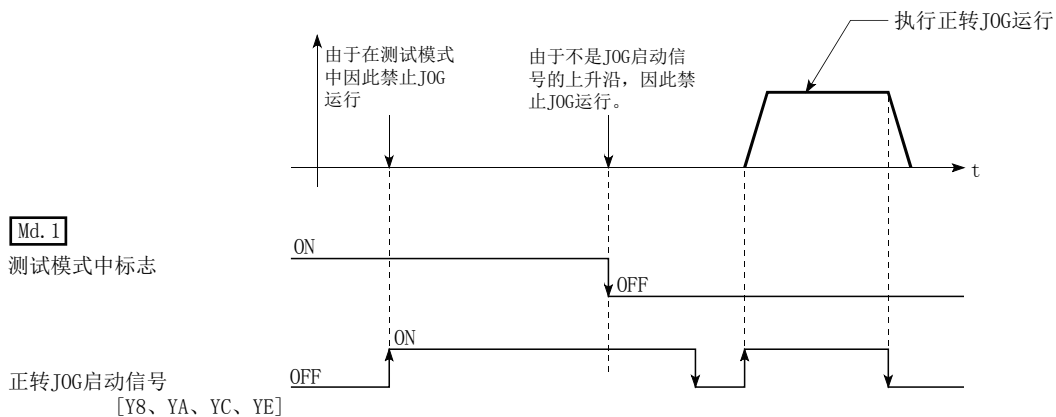 执行正转JOG运行
由于在测试模式
中因此禁止JOG
运行
由于不是JOG启动信
号的上升沿，因此禁
止JOG运行。
t
Md.1
测试模式中标志
ON
OFF
正转JOG启动信号
[Y8、YA、YC、YE]
OFF
ON